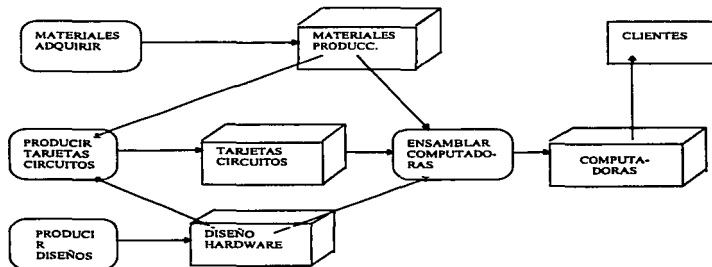 MATERIALES
ADQUIRIR
MATERIALES
PRODUCC.
CLIENTES
PRODUCIR
TARJETAS
CIRCUITOS
TARJETAS
CIRCUITOS
ENSAMBLAR
COMPUTADO-
RAS
COMPUTA-
DORAS
PRODUCI
R
DISEÑOS
DISEÑO
HARDWARE